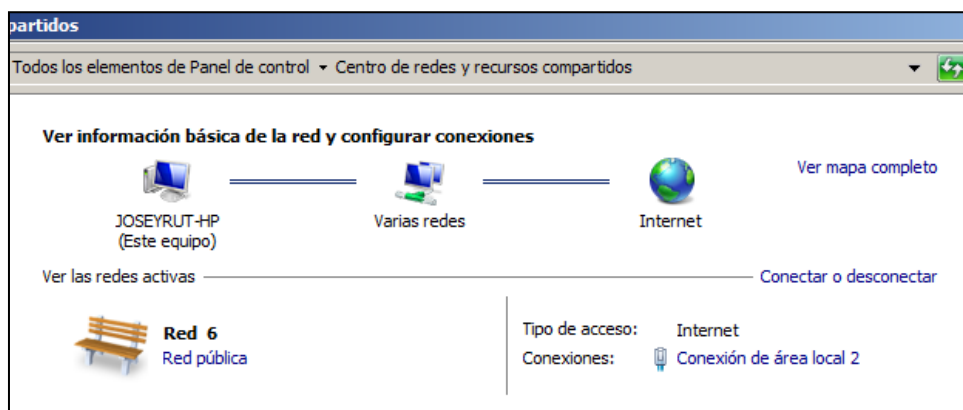 partidos
Todos los elementos de Panel de control Centro de redes y recursos compartidos
Ver información básica de la red y configurar conexiones
Ver mapa completo
JOSEYRUT-HP
(Este equipo)
Varias redes
Internet
Ver las redes activas
Conectar o desconectar
Red 6
Red pública
Tipo de acceso: Internet
Conexiones: Conexión de área local 2